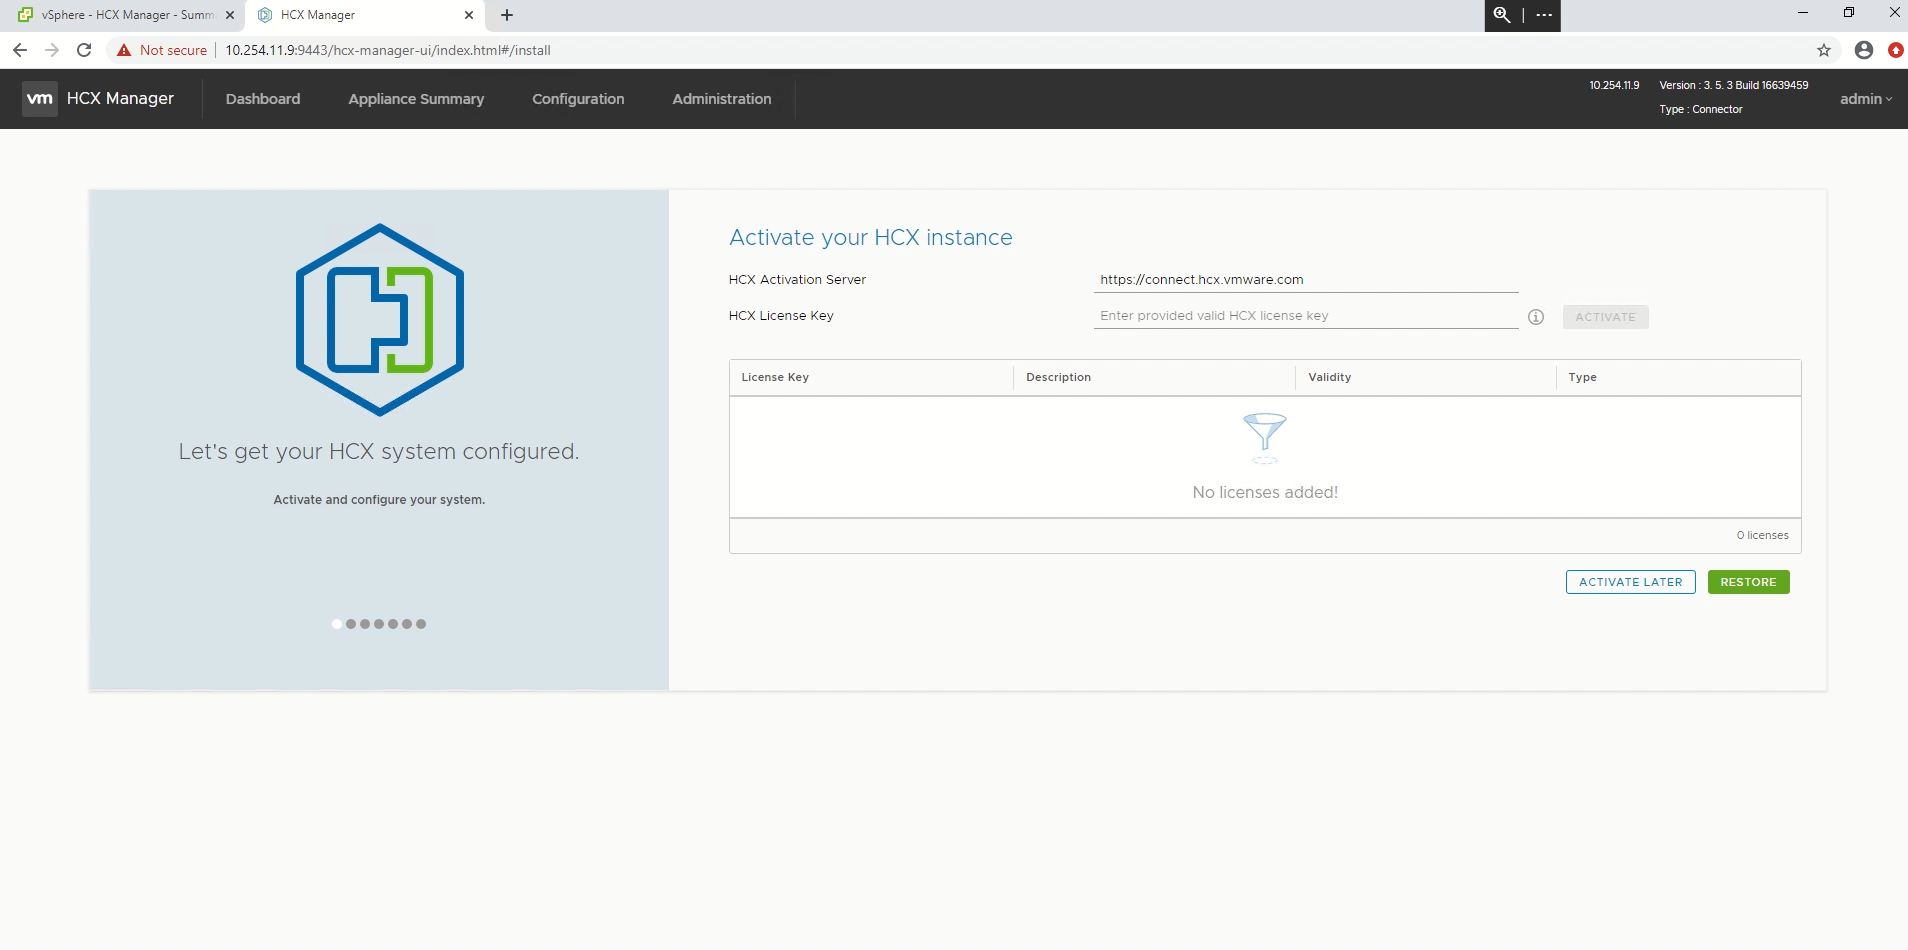 vSphere - HCX Manager - Summ
HCX Manager
Not secure
10.254.11.9:9443/hcx-manager-ui/index.html#/install
vm
HCX Manager
Dashboard
Appliance Summary
Configuration
Administration
10.254.11.9
Version : 3. 5. 3 Build 16639459
Type : Connector
admin
Activate your HCX instance
HCX Activation Server
https://connect.hcx.vmware.com
HCX License Key
Enter provided valid HCX license key
ACTIVATE
License Key
Description
Validity
Type
No licenses added!
0 licenses
ACTIVATE LATER
RESTORE
Let's get your HCX system configured.
Activate and configure your system.